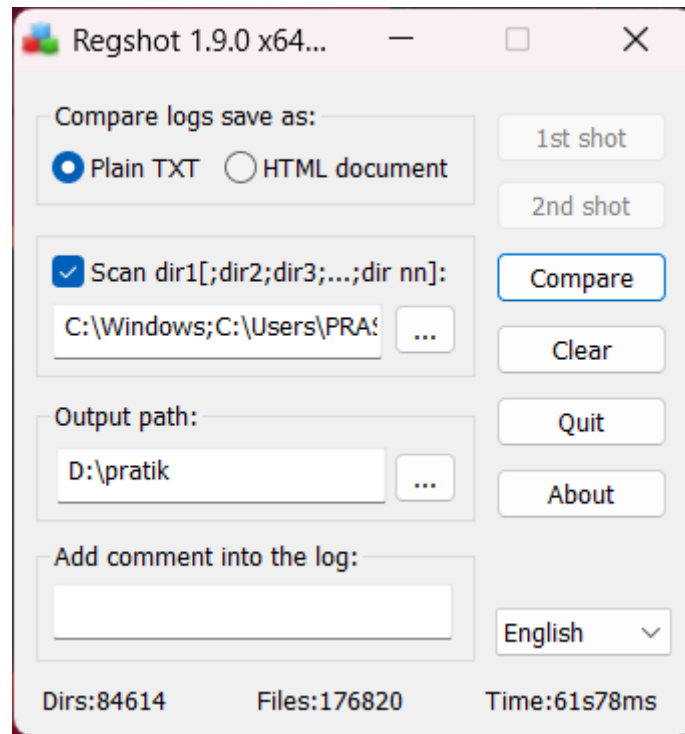 Regshot 1.9.0 x64...
Compare logs save as:
Plain TXT
HTML document
1st shot
2nd shot
Scan dir1[;dir2;dir3;...;dir nn]:
C:\Windows;C:\Users\PRAS
...
Compare
Clear
Output path:
D:\pratik
...
Quit
About
Add comment into the log:
English
Dirs:84614 Files:176820 Time:61s78ms